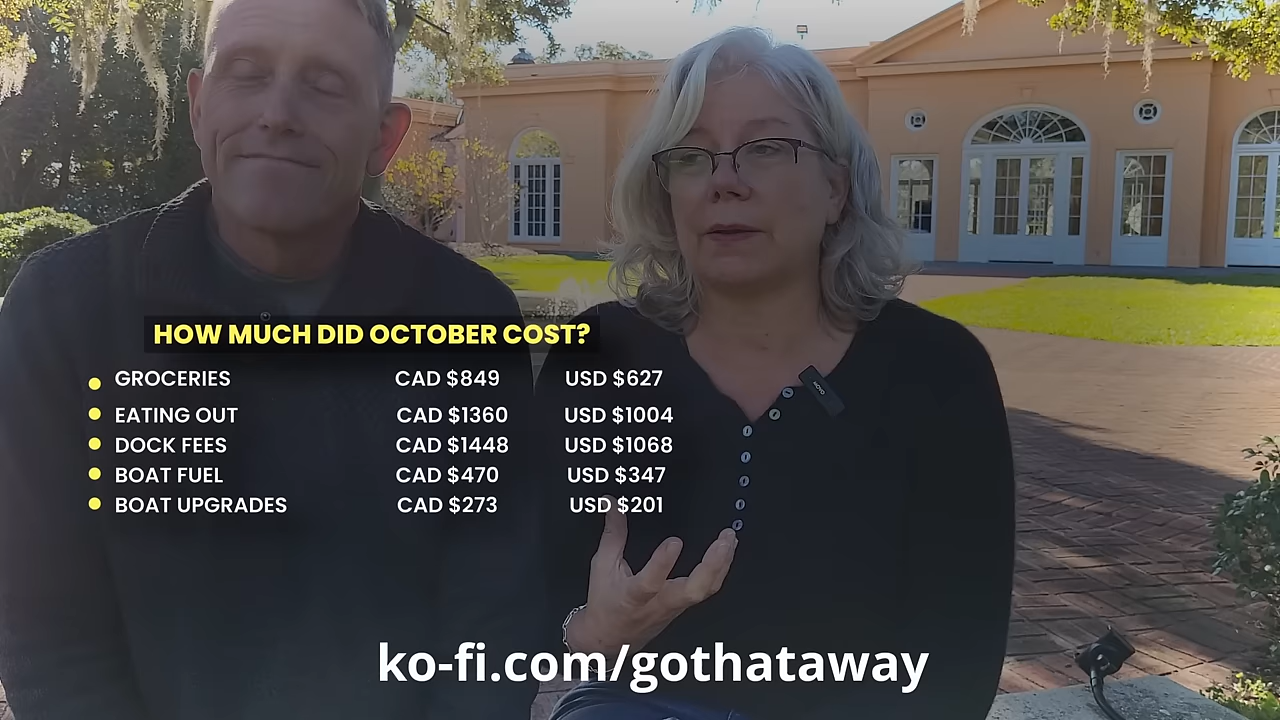 HOW MUCH DID OCTOBER COST?
GROCERIES CAD $849 USD $627
EATING OUT CAD $1360 USD $1004
DOCK FEES CAD $1448 USD $1068
BOAT FUEL CAD $470 USD $347
BOAT UPGRADES CAD $273 USD $201
ko-fi.com/gothataway